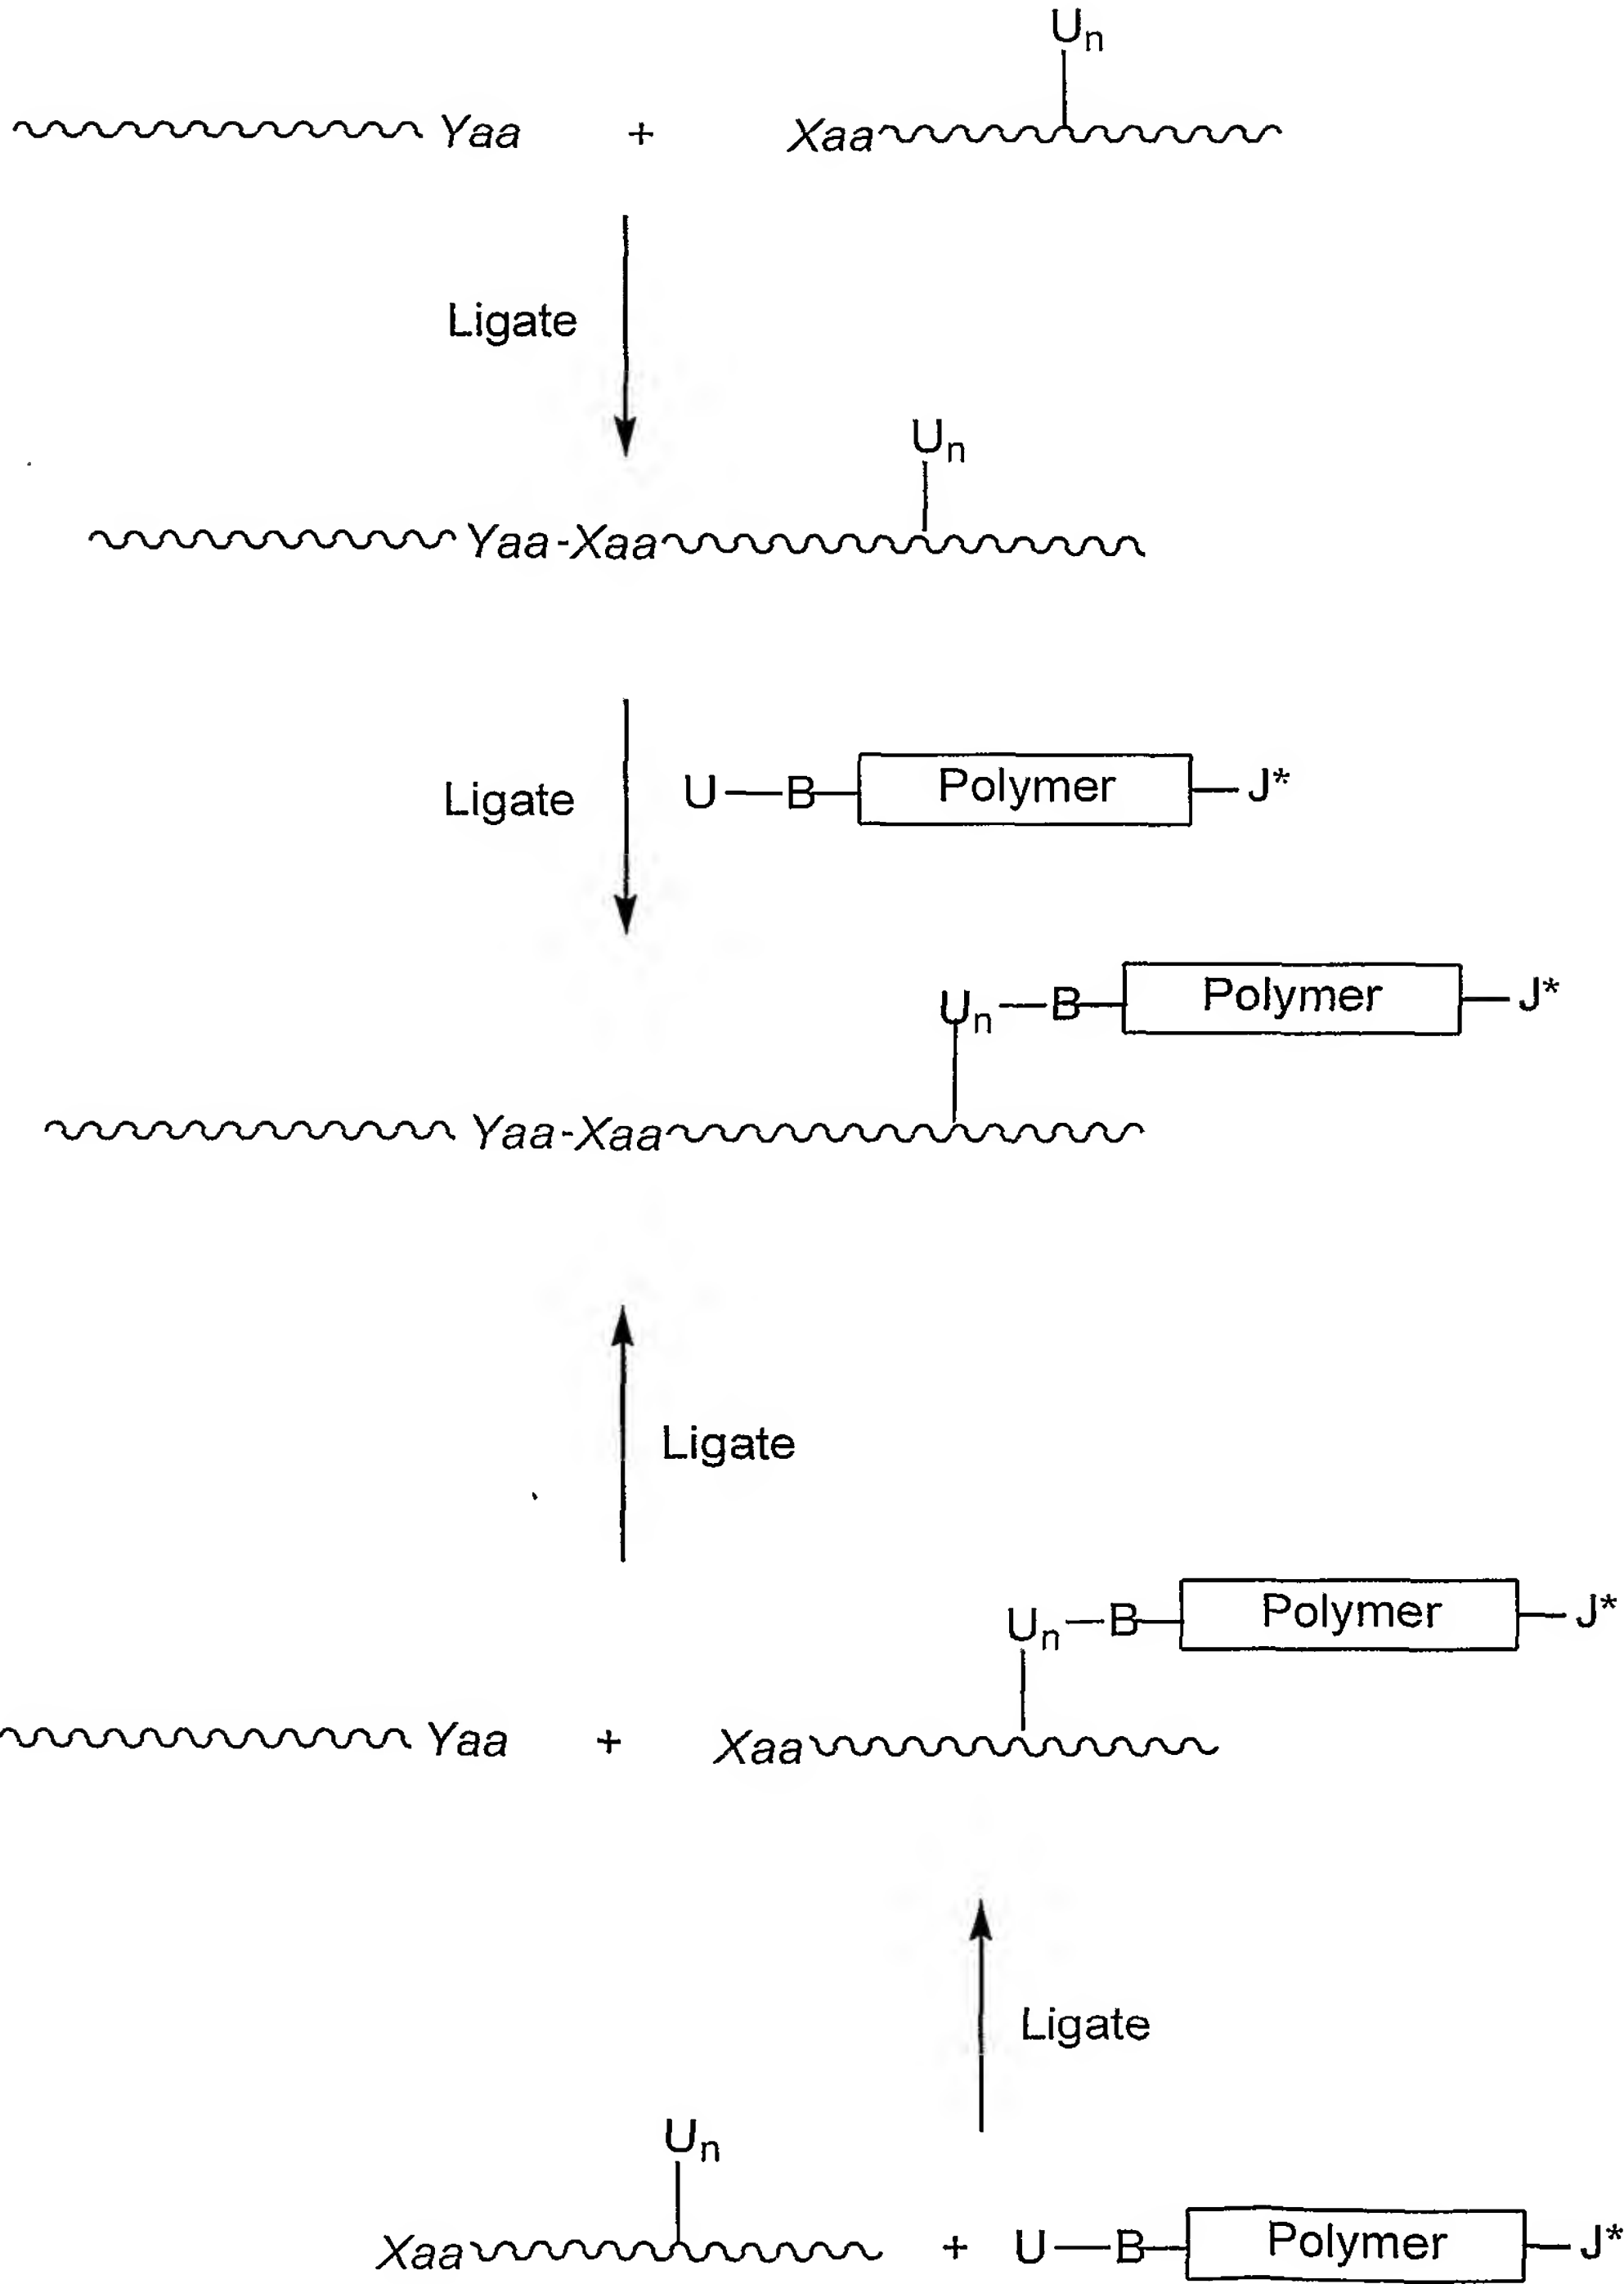 Un
Yaa + Xaa
Ligate
Un
Yaa-Xaa
Ligate U—B—Polymer—J*
Un—B—Polymer—J*
Yaa-Xaa
Ligate
Un—B—Polymer—J*
Yaa + Xaa
Ligate
Un
Xaa + U—B—Polymer—J*